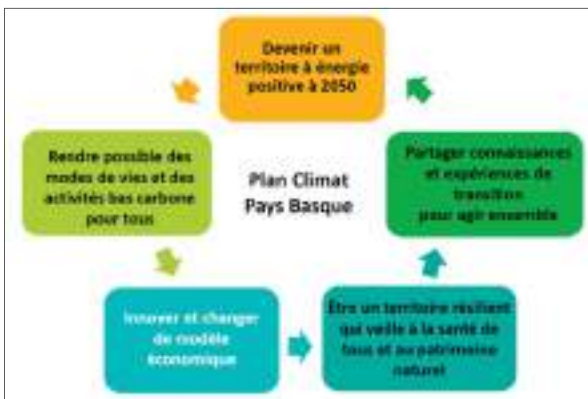 Devenir un
territoire à énergie
positive à 2050
Rendre possible des
modes de vies et des
activités bas carbone
pour tous
Plan Climat
Pays Basque
Partager connaissances
et expériences de
transition
pour agir ensemble
Innover et changer
de modèle
économique
Être un territoire résilient
qui veille à la santé de
tous et au patrimoine
naturel